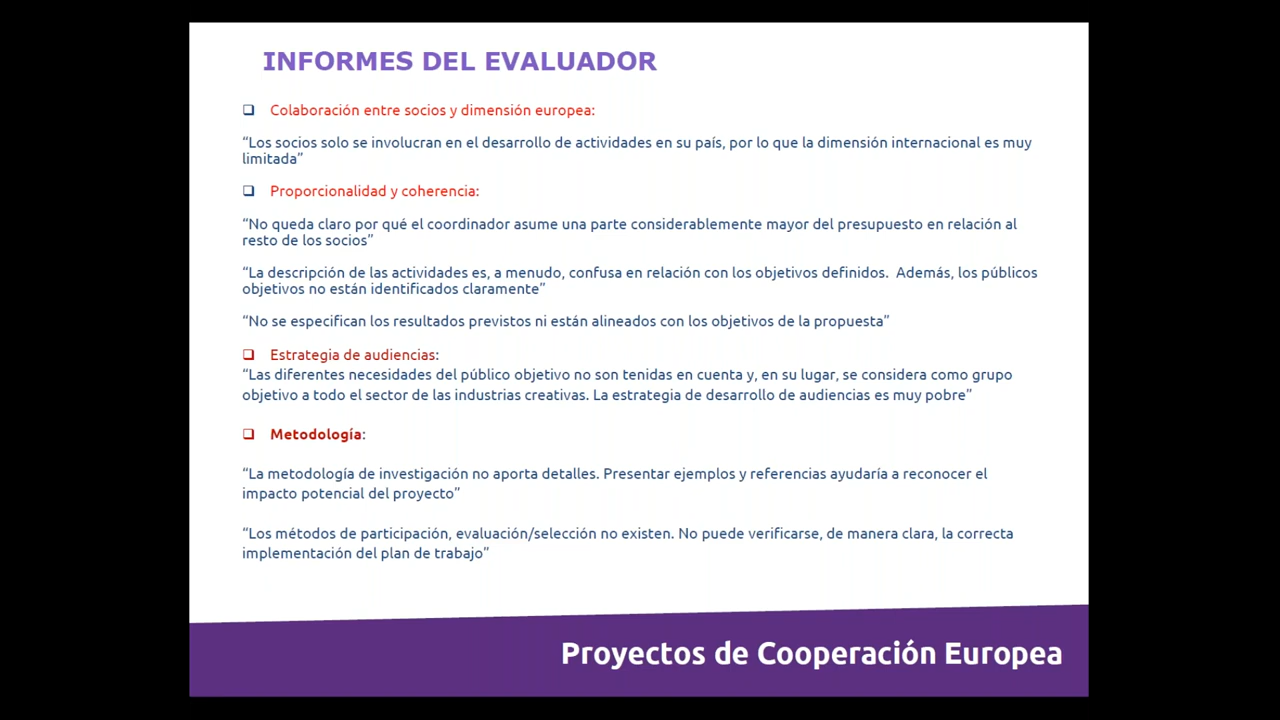 INFORMES DEL EVALUADOR
❑ Colaboración entre socios y dimensión europea:
“Los socios solo se involucran en el desarrollo de actividades en su país, por lo que la dimensión internacional es muy
limitada”
❑ Proporcionalidad y coherencia:
“No queda claro por qué el coordinador asume una parte considerablemente mayor del presupuesto en relación al
resto de los socios”
“La descripción de las actividades es, a menudo, confusa en relación con los objetivos definidos.  Además, los públicos
objetivos no están identificados claramente”
“No se especifican los resultados previstos ni están alineados con los objetivos de la propuesta”
❑ Estrategia de audiencias:
“Las diferentes necesidades del público objetivo no son tenidas en cuenta y, en su lugar, se considera como grupo
objetivo a todo el sector de las industrias creativas. La estrategia de desarrollo de audiencias es muy pobre”
❑ Metodología:
“La metodología de investigación no aporta detalles. Presentar ejemplos y referencias ayudaría a reconocer el
impacto potencial del proyecto”
“Los métodos de participación, evaluación/selección no existen. No puede verificarse, de manera clara, la correcta
implementación del plan de trabajo”
Proyectos de Cooperación Europea